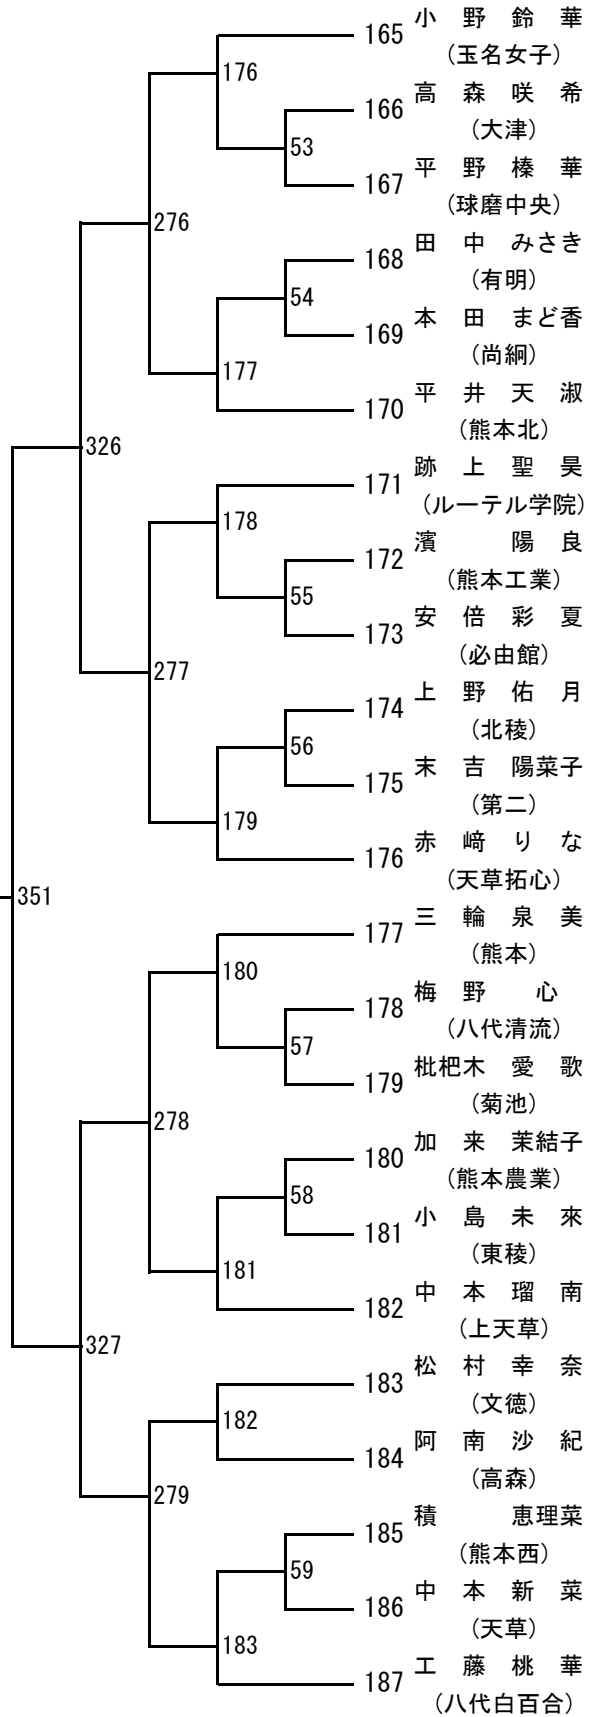 165 小 野 鈴 華
(玉名女子)
176
166 高 森 咲 希
(大津)
53
167 平 野 榛 華
(球磨中央)
276
168 田 中 みさき
(有明)
54
169 本 田 まど香
(尚絅)
177
170 平 井 天 淑
(熊本北)
326
171 跡 上 聖 昊
(ルーテル学院)
178
172 濱 陽 良
(熊本工業)
55
173 安 倍 彩 夏
(必由館)
277
174 上 野 佑 月
(北稜)
56
175 末 吉 陽菜子
(第二)
179
176 赤 﨑 り な
(天草拓心)
351
177 三 輪 泉 美
(熊本)
180
178 梅 野 心
(八代清流)
57
179 枇杷木 愛 歌
(菊池)
278
180 加 来 茉結子
(熊本農業)
58
181 小 島 未 來
(東稜)
181
182 中 本 瑠 南
(上天草)
327
183 松 村 幸 奈
(文徳)
182
184 阿 南 沙 紀
(高森)
279
185 積 恵理菜
(熊本西)
59
186 中 本 新 菜
(天草)
183
187 工 藤 桃 華
(八代白百合)